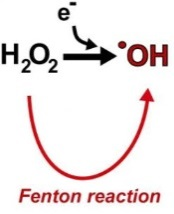 e⁻
H₂O₂ •OH
Fenton reaction